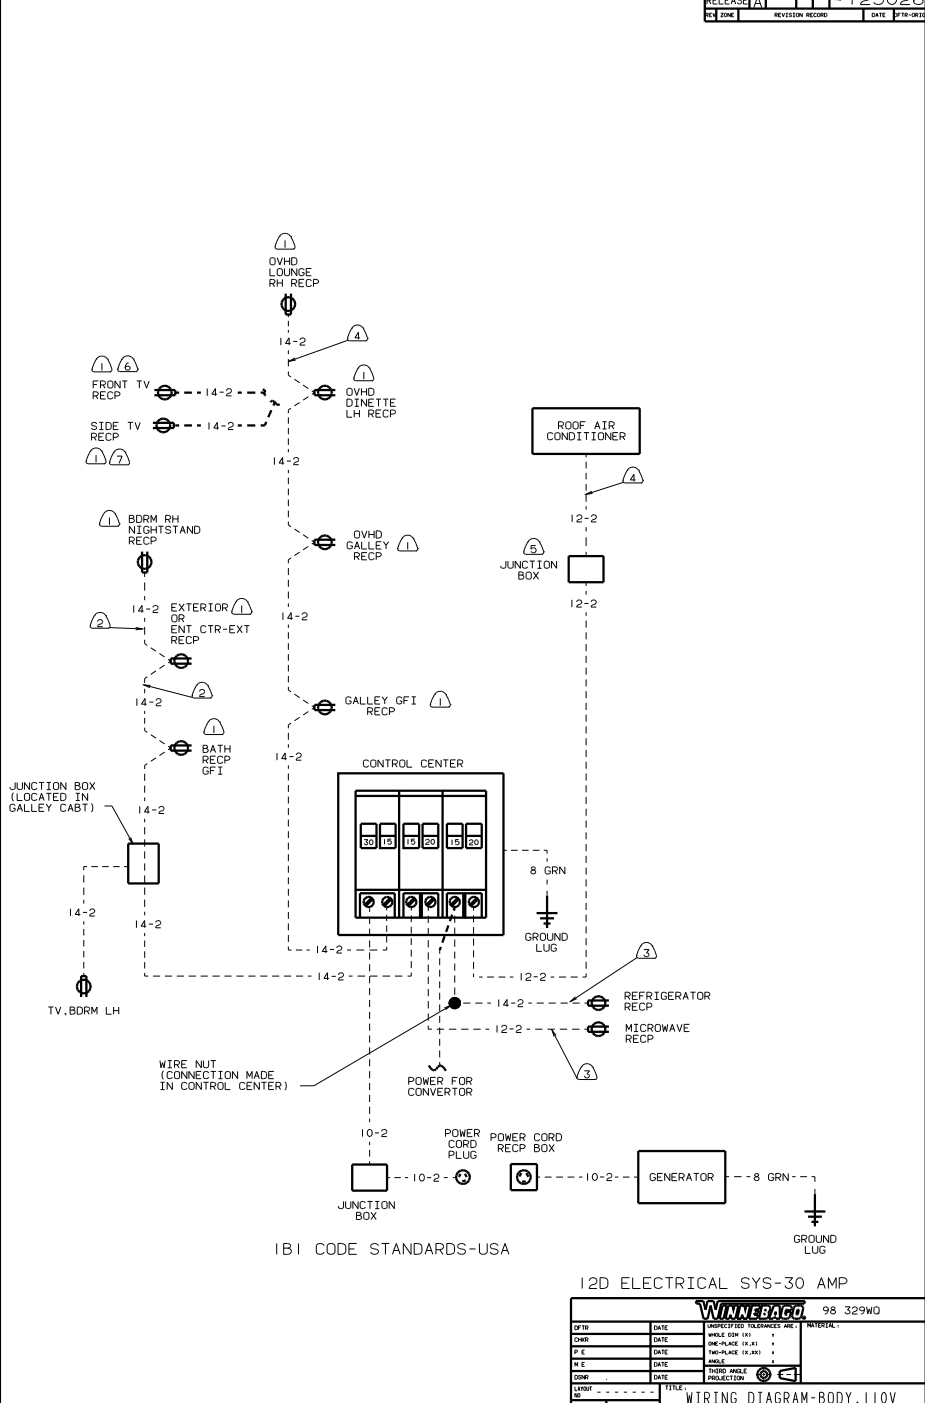 RELEASE A
REV ZONE REVISION RECORD DATE DFTR-ORIG
1
OVHD
LOUNGE
RH RECP
14-2
4
1 6
FRONT TV
RECP
14-2
1
OVHD
DINETTE
LH RECP
SIDE TV
RECP
14-2
1 7
ROOF AIR
CONDITIONER
14-2
4
12-2
1
BDRM RH
NIGHTSTAND
RECP
OVHD
GALLEY
RECP
1
5
JUNCTION
BOX
12-2
14-2
2
EXTERIOR
OR
ENT CTR-EXT
RECP
1
14-2
2
14-2
GALLEY GFI
RECP
1
1
BATH
RECP
GFI
14-2
CONTROL CENTER
JUNCTION BOX
(LOCATED IN
GALLEY CABT)
14-2
30 15 15 20 15 20
8 GRN
14-2
14-2
GROUND
LUG
14-2
14-2
12-2
3
TV,BDRM LH
14-2
REFRIGERATOR
RECP
12-2
MICROWAVE
RECP
WIRE NUT
(CONNECTION MADE
IN CONTROL CENTER)
3
POWER FOR
CONVERTOR
10-2
POWER
CORD
PLUG
POWER CORD
RECP BOX
10-2
10-2
GENERATOR
8 GRN
JUNCTION
BOX
GROUND
LUG
1B1 CODE STANDARDS-USA
12D ELECTRICAL SYS-30 AMP
WINNEBAGO
98 329WQ
DFTR DATE
CHKR DATE
P E DATE
M E DATE
DSNR DATE
UNSPECIFIED TOLERANCES ARE:
WHOLE DIM (X) ±
ONE-PLACE (X.X) ±
TWO-PLACE (X.XX) ±
ANGLE ±
THIRD ANGLE
PROJECTION
MATERIAL:
LAYOUT
NO
TITLE:
WIRING DIAGRAM-BODY,110V